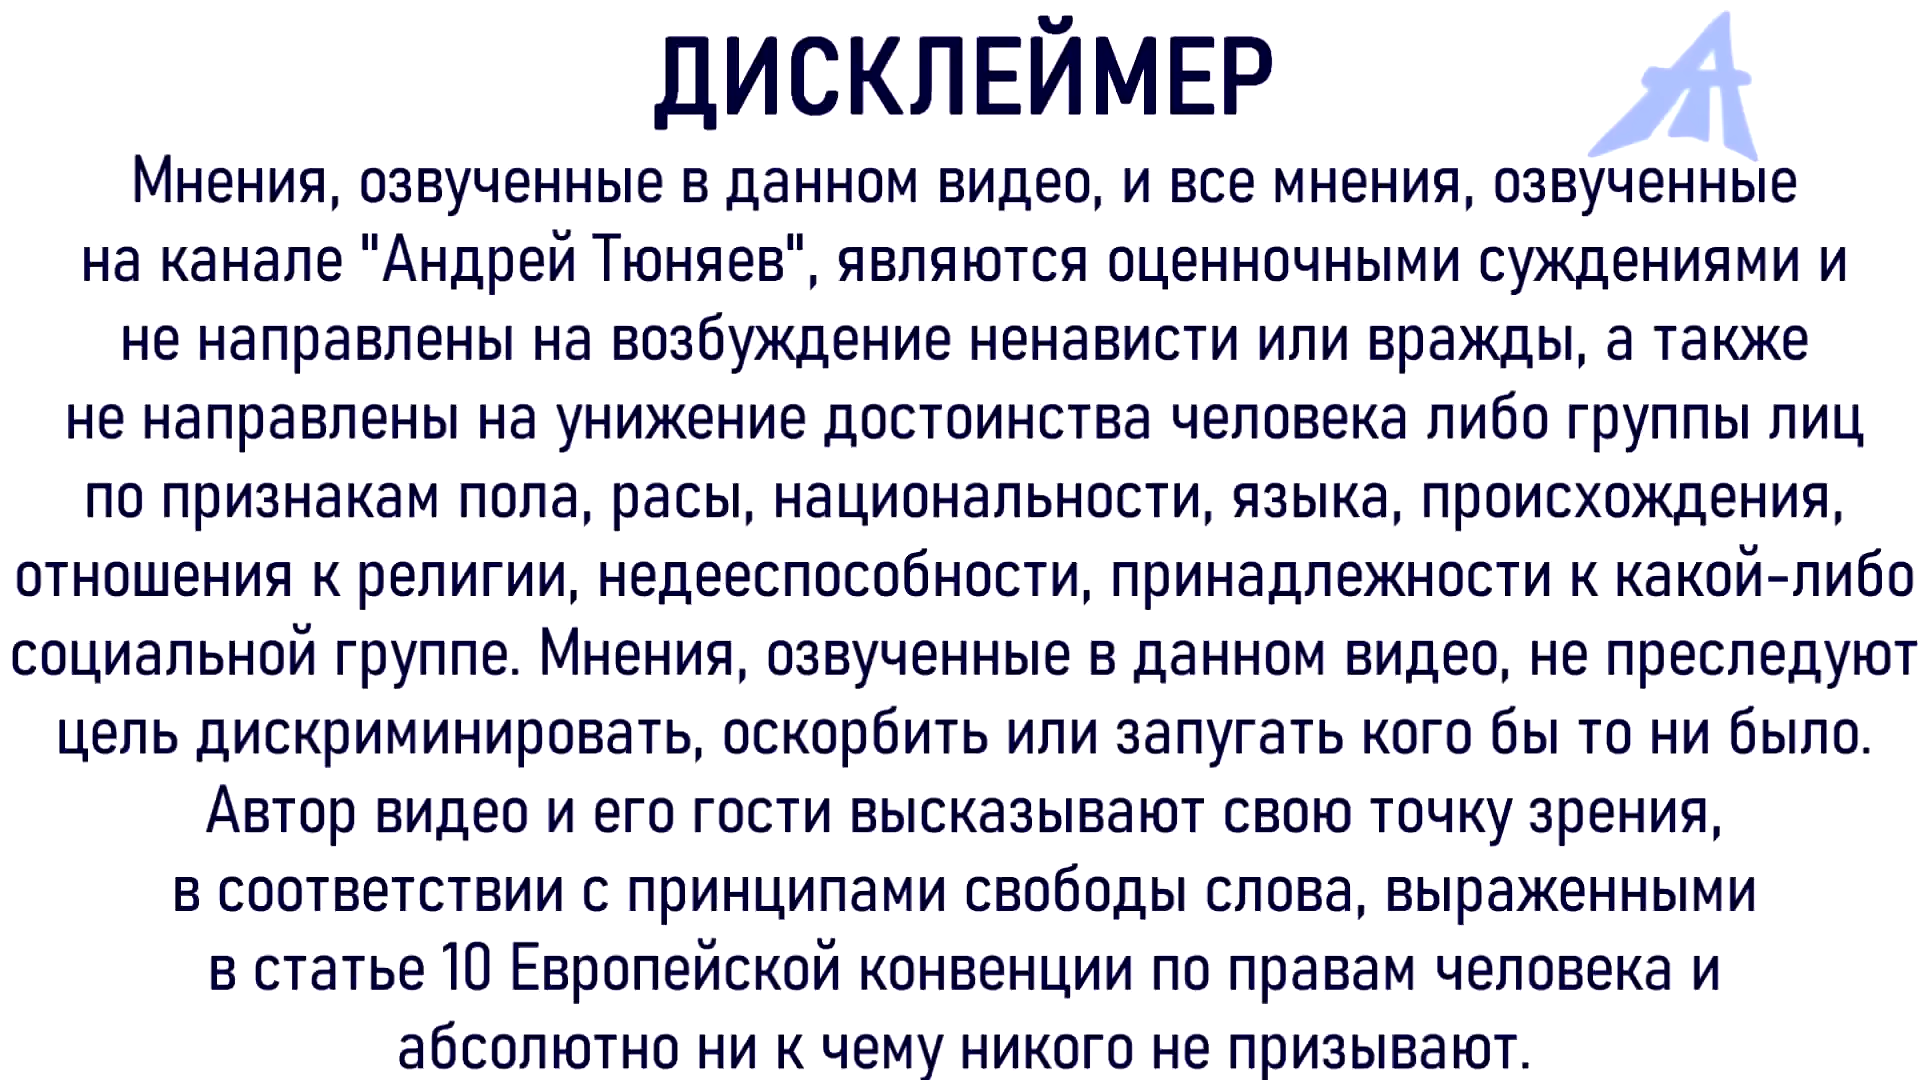 ДИСКЛЕЙМЕР
Мнения, озвученные в данном видео, и все мнения, озвученные
на канале "Андрей Тюняев", являются оценночными суждениями и
не направлены на возбуждение ненависти или вражды, а также
не направлены на унижение достоинства человека либо группы лиц
по признакам пола, расы, национальности, языка, происхождения,
отношения к религии, недееспособности, принадлежности к какой-либо
социальной группе. Мнения, озвученные в данном видео, не преследуют
цель дискриминировать, оскорбить или запугать кого бы то ни было.
Автор видео и его гости высказывают свою точку зрения,
в соответствии с принципами свободы слова, выраженными
в статье 10 Европейской конвенции по правам человека и
абсолютно ни к чему никого не призывают.